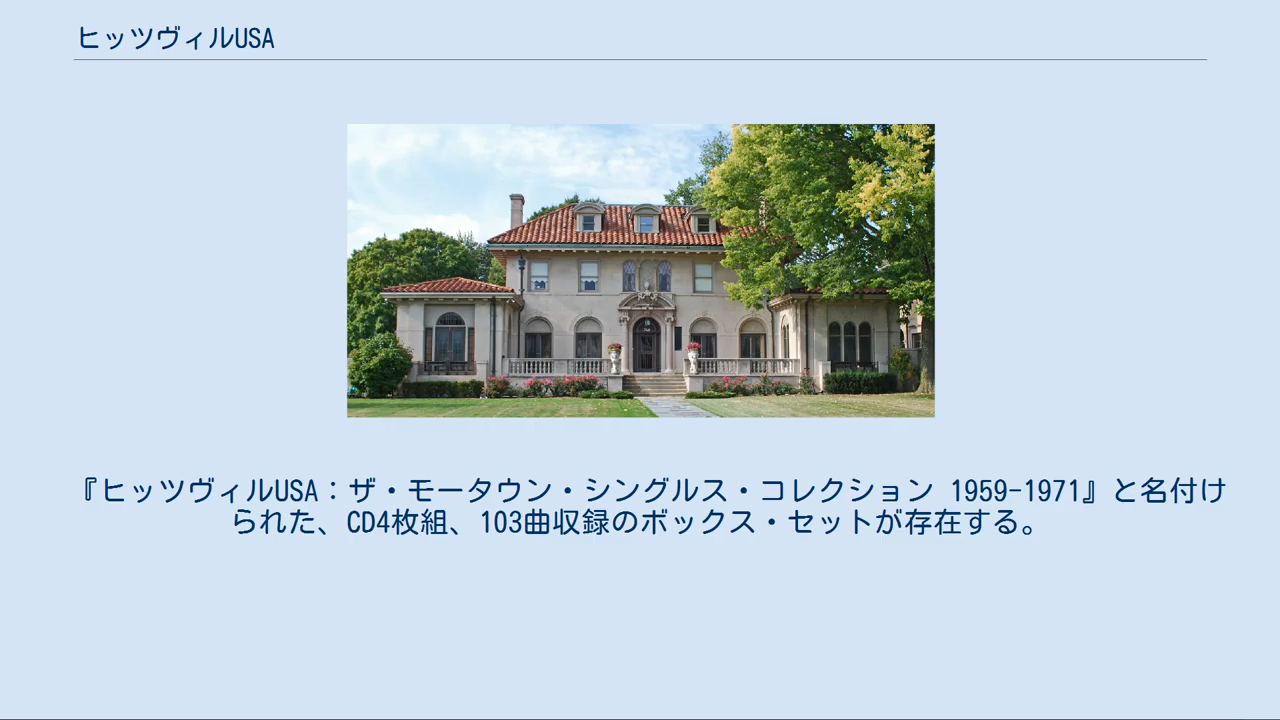 ヒッツヴィルUSA
『ヒッツヴィルUSA：ザ・モータウン・シングルス・コレクション 1959-1971』と名付け
られた、CD4枚組、103曲収録のボックス・セットが存在する。